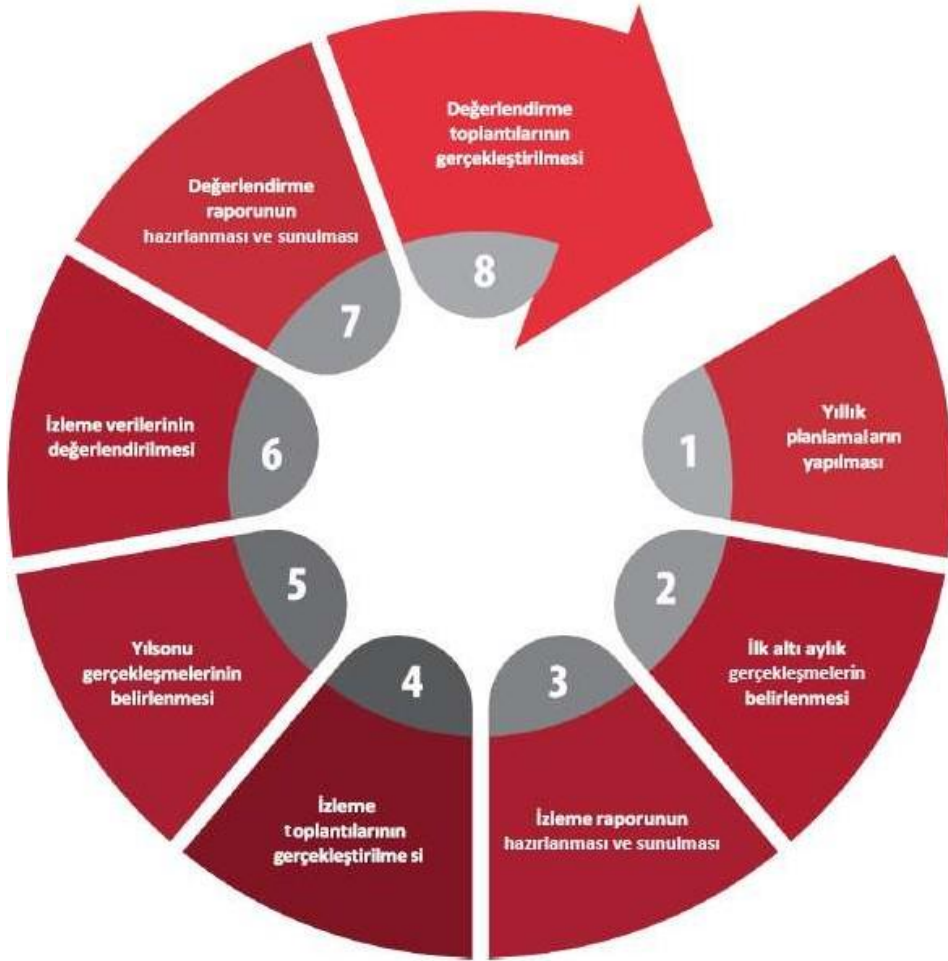 1
Yıllık
planlamaların
yapılması
2
İlk altı aylık
gerçekleşmelerin
belirlenmesi
3
İzleme raporunun
hazırlanması ve sunulması
4
İzleme
toplantılarının
gerçekleştirilme si
5
Yılsonu
gerçekleşmelerinin
belirlenmesi
6
İzleme verilerinin
değerlendirilmesi
7
Değerlendirme
raporunun
hazırlanması ve sunulması
8
Değerlendirme
toplantılarının
gerçekleştirilmesi